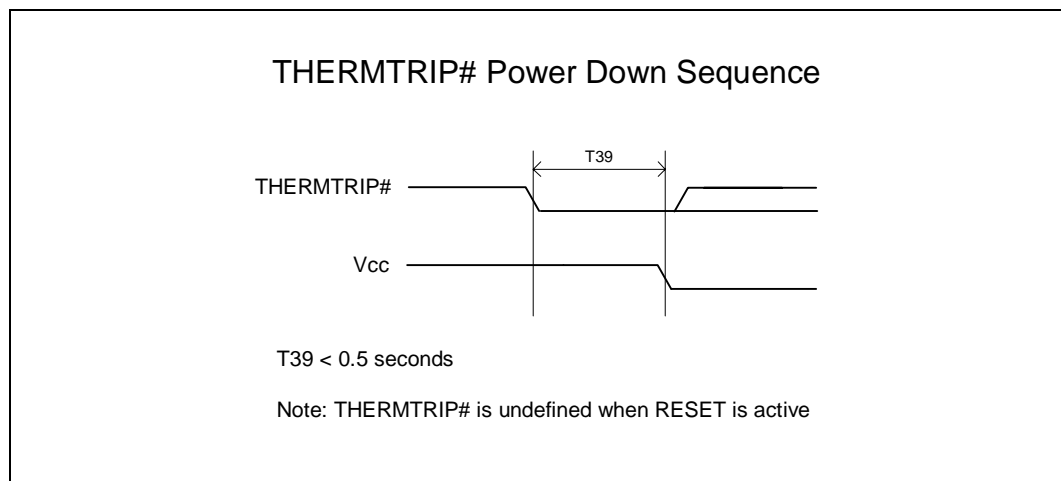 THERMTRIP# Power Down Sequence
T39
THERMTRIP#
Vcc
T39 < 0.5 seconds
Note: THERMTRIP# is undefined when RESET is active